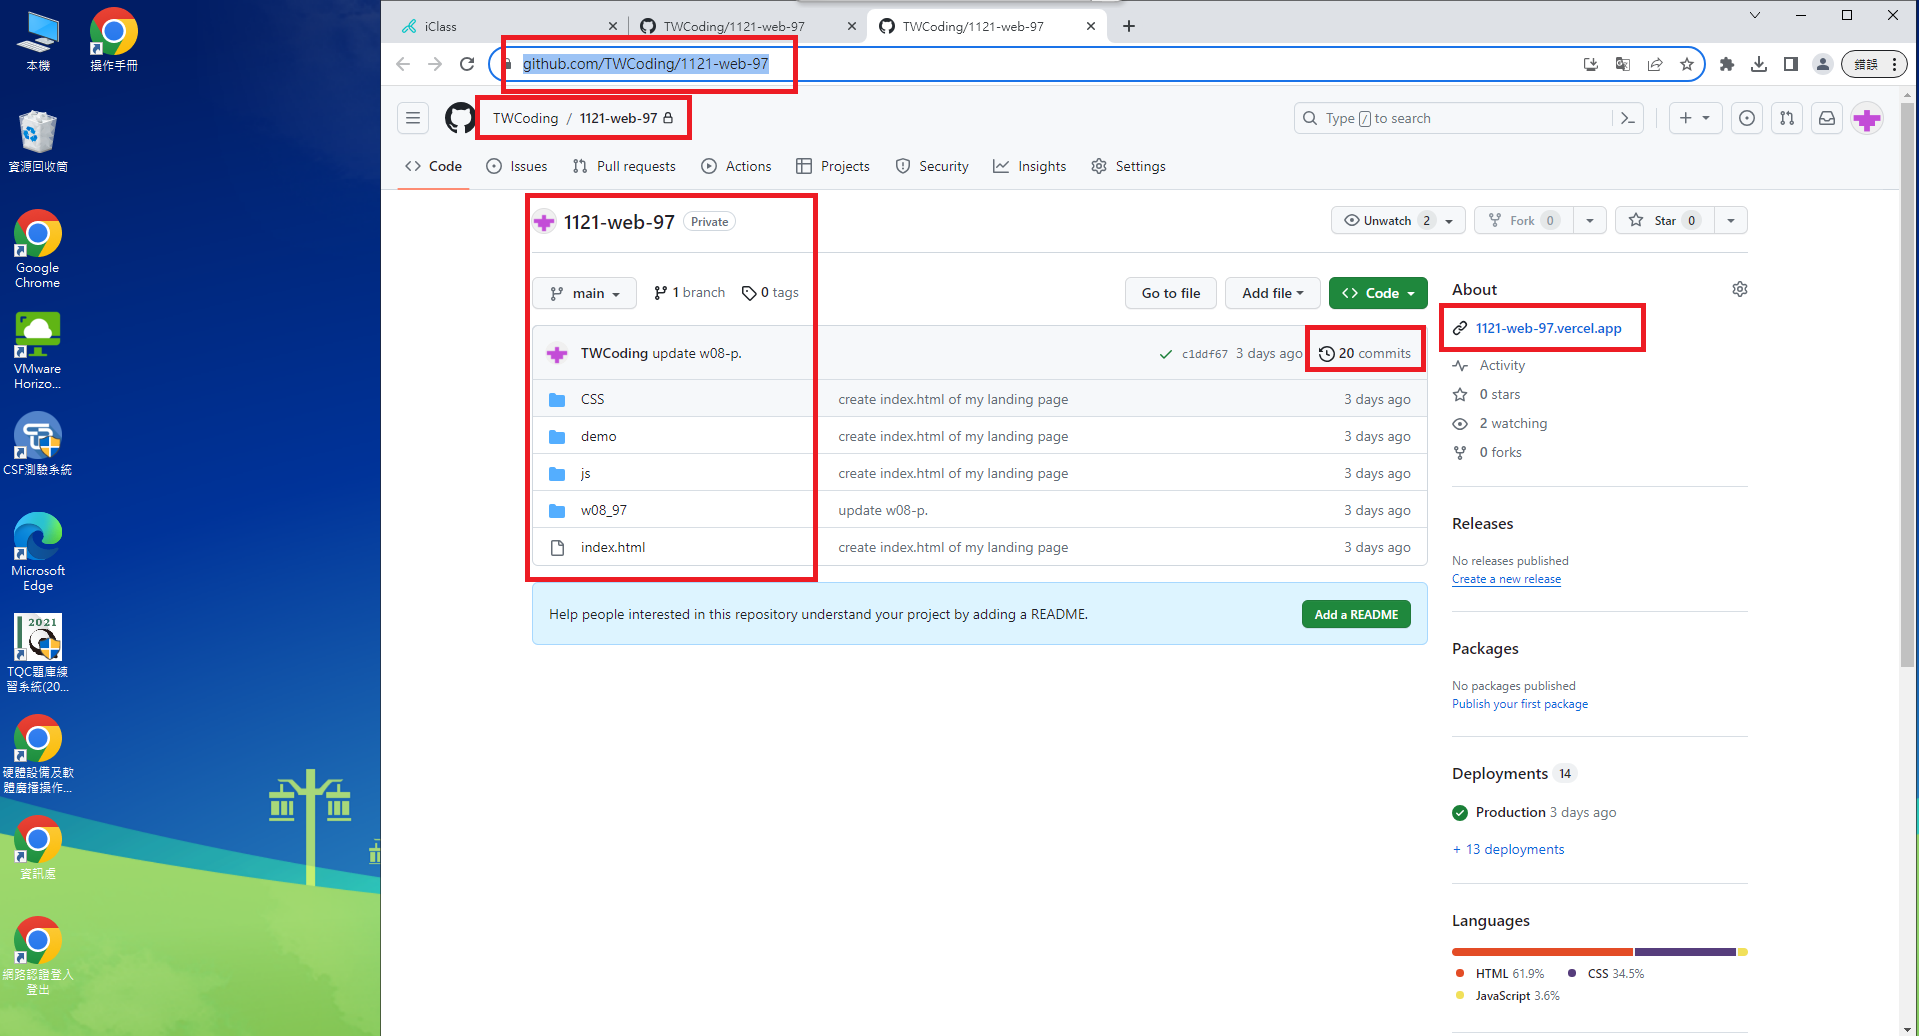 本機
操作手冊
資源回收筒
Google
Chrome
VMware
Horizo...
CSF測驗系統
Microsoft
Edge
2021
TQC題庫練
習系統(20...
硬體設備及軟
體廣播操作...
資訊處
網路認證登入
登出
iClass
TWCoding/1121-web-97
TWCoding/1121-web-97
github.com/TWCoding/1121-web-97
錯誤
TWCoding / 1121-web-97
Type / to search
Code
Issues
Pull requests
Actions
Projects
Security
Insights
Settings
1121-web-97 Private
Unwatch 2
Fork 0
Star 0
main
1 branch
0 tags
Go to file
Add file
Code
TWCoding update w08-p.
c1ddf67 3 days ago
20 commits
CSS create index.html of my landing page 3 days ago
demo create index.html of my landing page 3 days ago
js create index.html of my landing page 3 days ago
w08_97 update w08-p. 3 days ago
index.html create index.html of my landing page 3 days ago
Help people interested in this repository understand your project by adding a README.
Add a README
About
1121-web-97.vercel.app
Activity
0 stars
2 watching
0 forks
Releases
No releases published
Create a new release
Packages
No packages published
Publish your first package
Deployments 14
Production 3 days ago
+ 13 deployments
Languages
HTML 61.9% CSS 34.5%
JavaScript 3.6%